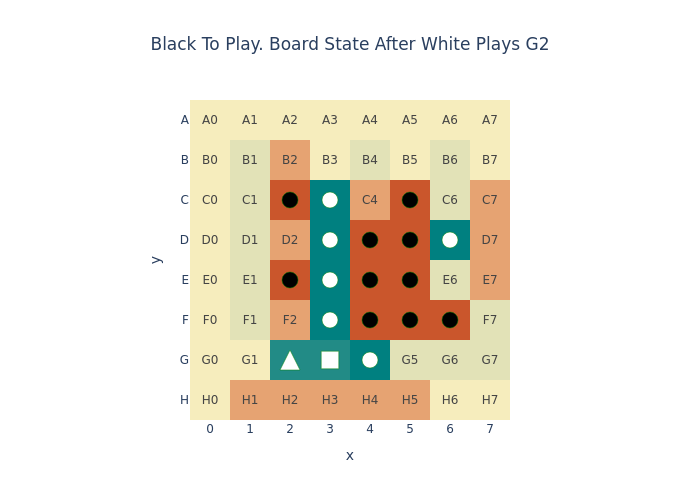 Black To Play. Board State After White Plays G2
A A0 A1 A2 A3 A4 A5 A6 A7
B B0 B1 B2 B3 B4 B5 B6 B7
C C0 C1 C4 C6 C7
D D0 D1 D2 D7
E E0 E1 E6 E7
F F0 F1 F2 F7
G G0 G1 G5 G6 G7
H H0 H1 H2 H3 H4 H5 H6 H7
0 1 2 3 4 5 6 7
x
y